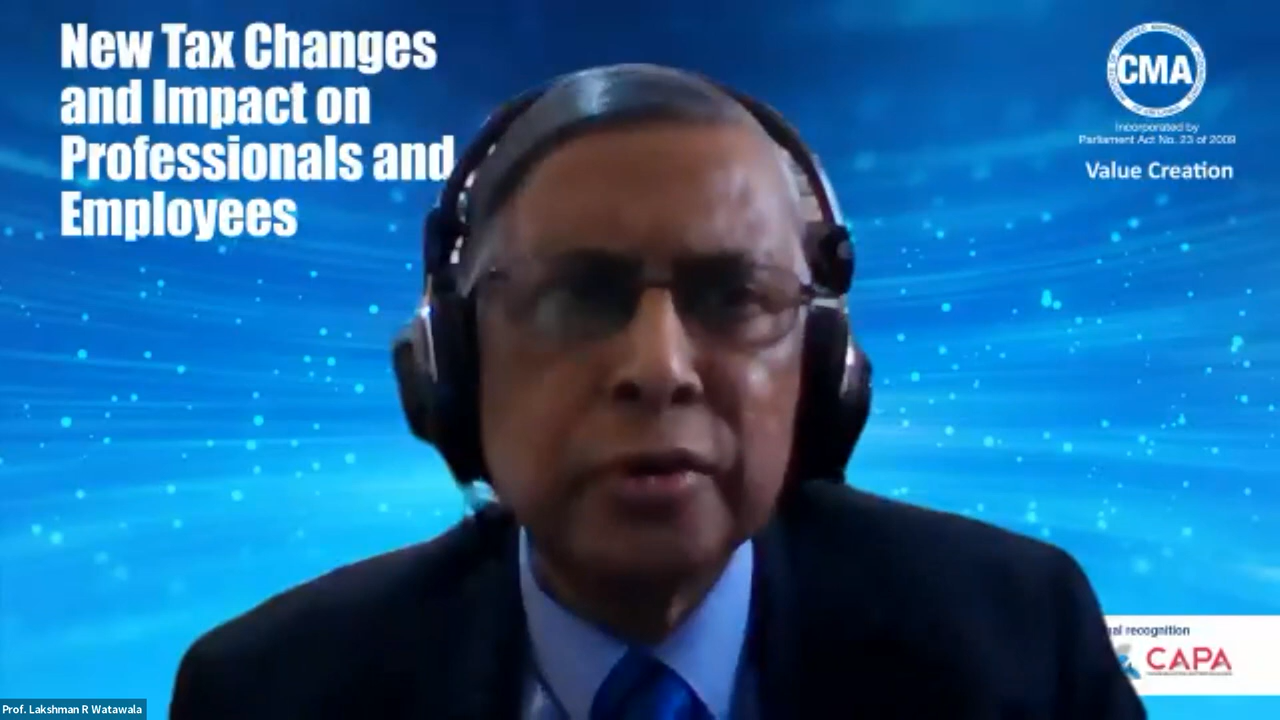 New Tax Changes
and Impact on
Professionals and
Employees
CMA
Incorporated by
Parliament Act No. 23 of 2009
Value Creation
recognition
CAPA
Prof. Lakshman R Watawala